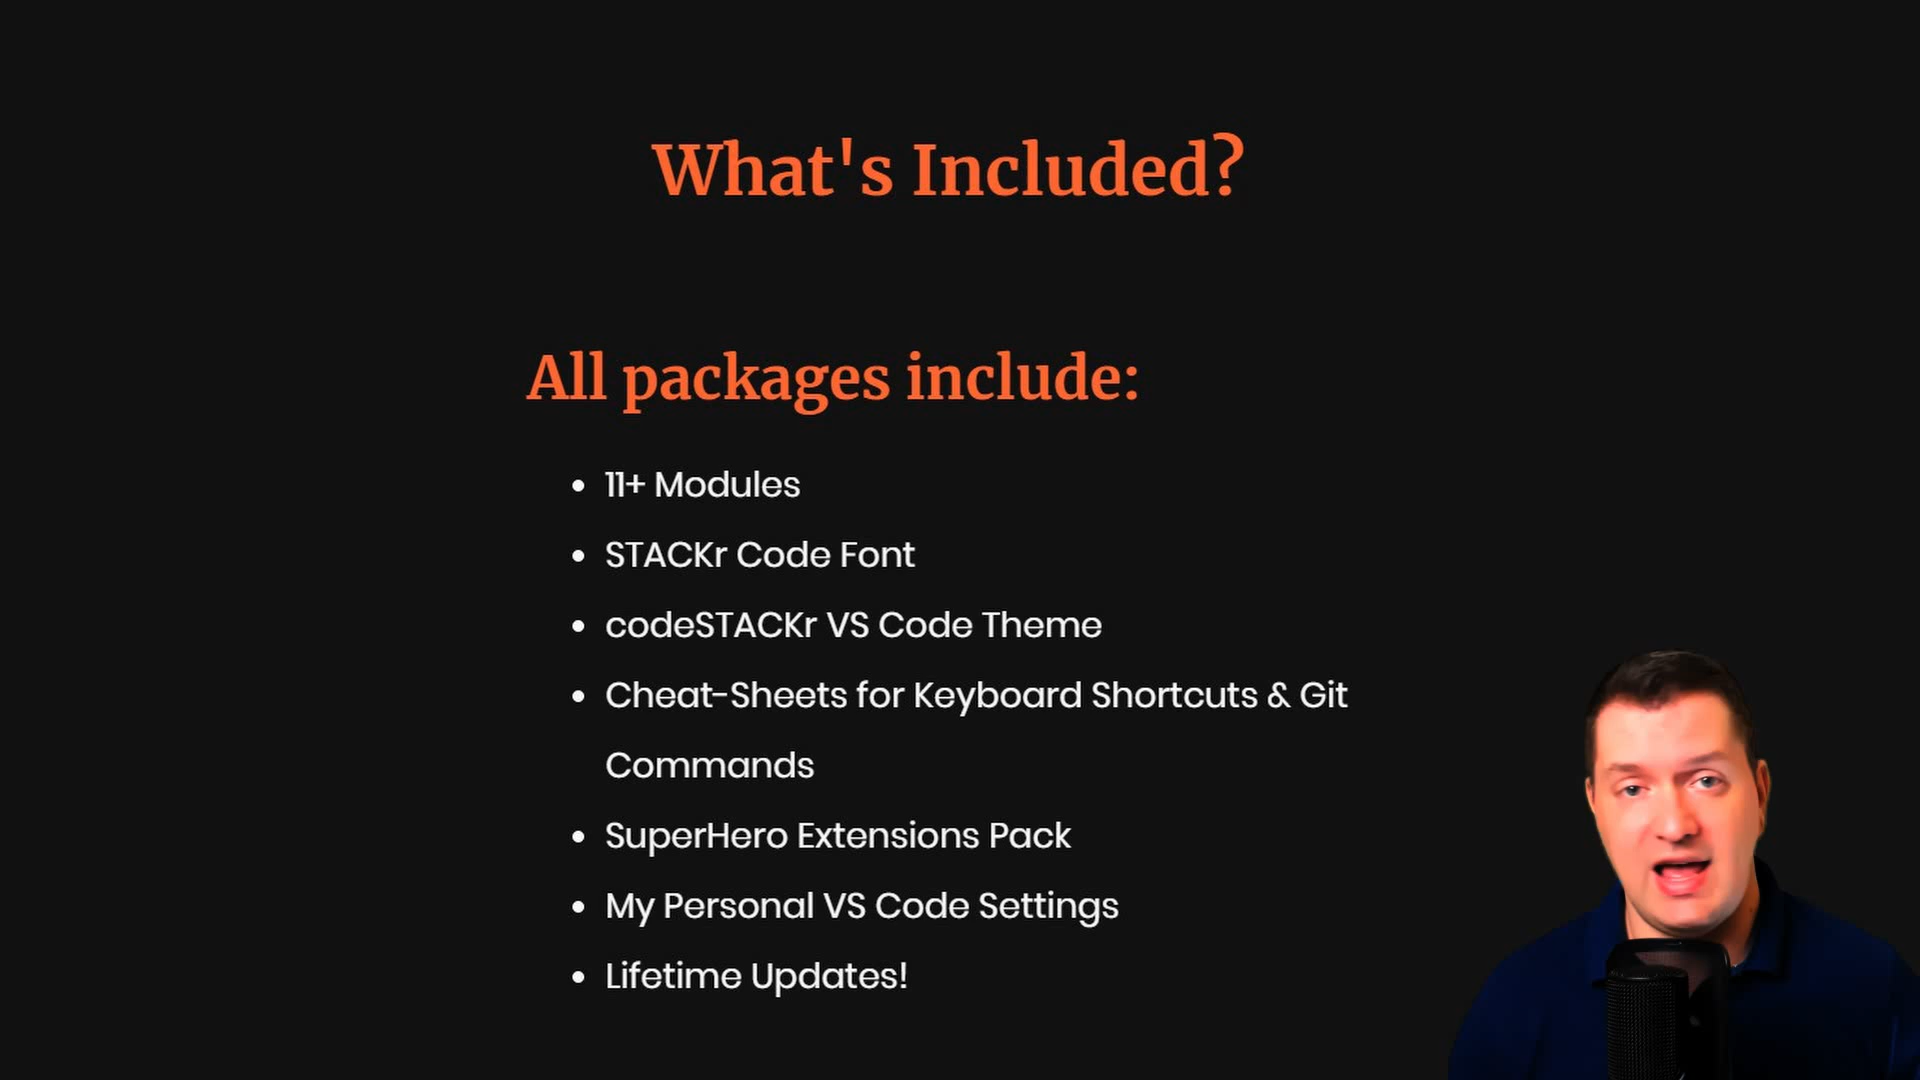 What's Included?
All packages include:
11+ Modules
STACKr Code Font
codeSTACKr VS Code Theme
Cheat-Sheets for Keyboard Shortcuts & Git
Commands
SuperHero Extensions Pack
My Personal VS Code Settings
Lifetime Updates!